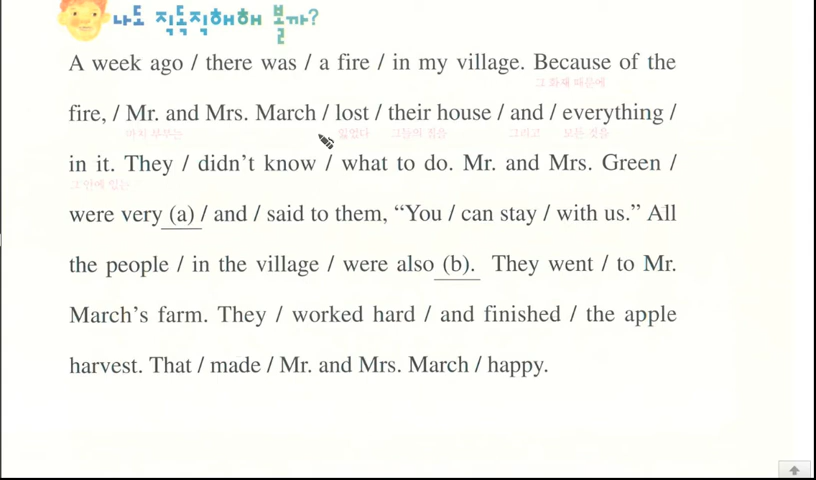 나도 직독직해해 볼까?
A week ago / there was / a fire / in my village. Because of the
그 화재 때문에
fire, / Mr. and Mrs. March / lost / their house / and / everything /
마치 부부는 잃었다 그들의 집을 그리고 모든 것을
in it. They / didn't know / what to do. Mr. and Mrs. Green /
그 안에 있는
were very (a) / and / said to them, “You / can stay / with us.” All
the people / in the village / were also (b). They went / to Mr.
March's farm. They / worked hard / and finished / the apple
harvest. That / made / Mr. and Mrs. March / happy.